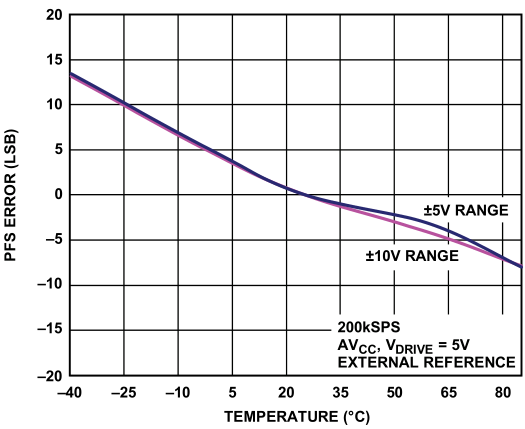 20
15
10
5
0
–5
–10
–15
–20
PFS ERROR (LSB)
±5V RANGE
±10V RANGE
200kSPS
AVCC, VDRIVE = 5V
EXTERNAL REFERENCE
–40 –25 –10 5 20 35 50 65 80
TEMPERATURE (°C)